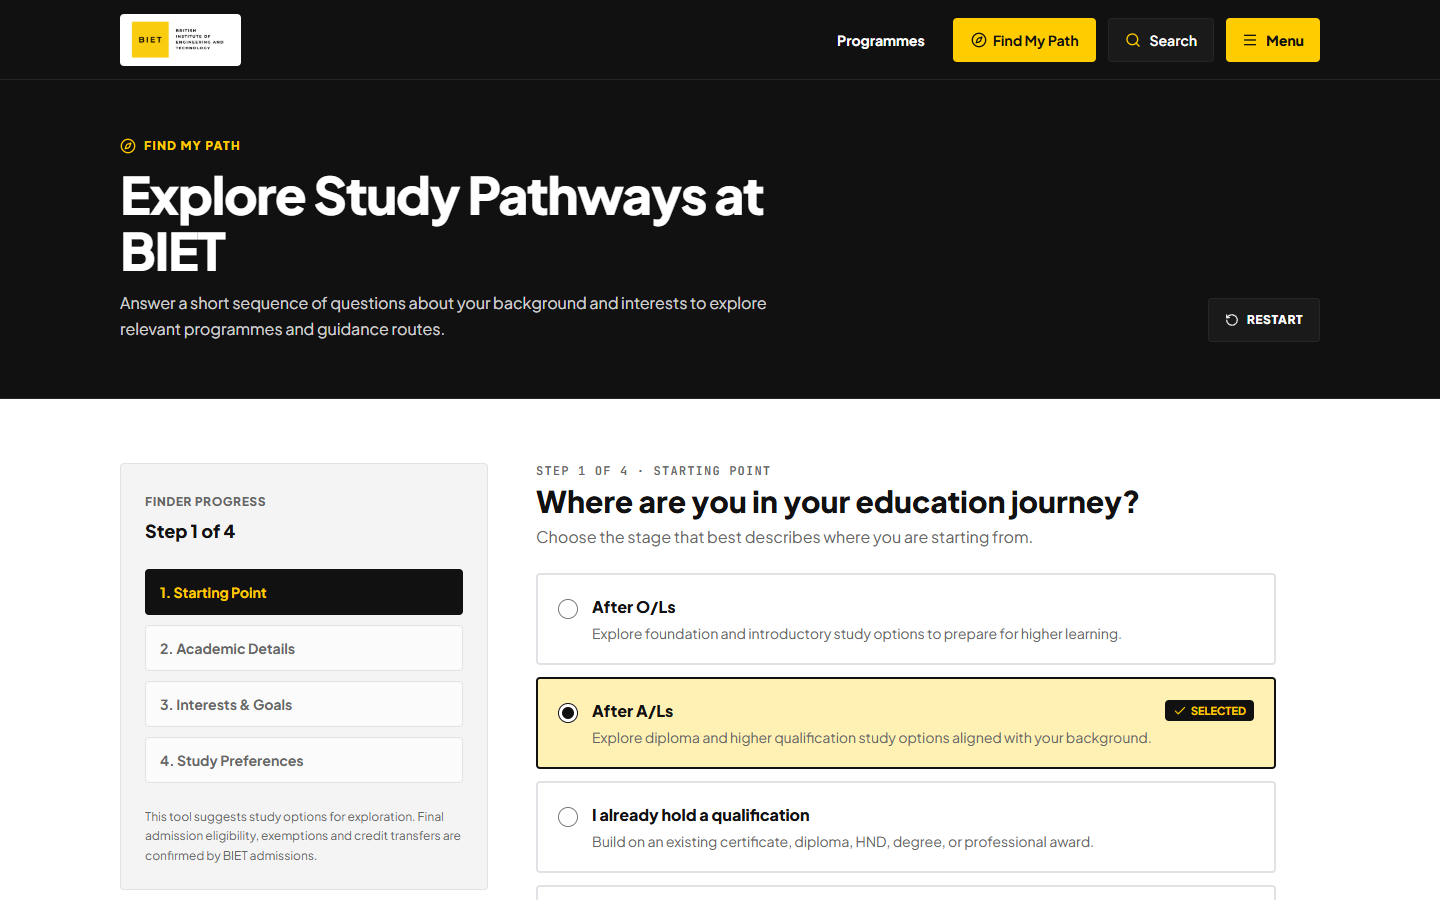 BIET
BRITISH
INSTITUTE OF
ENGINEERING AND
TECHNOLOGY
Programmes
Find My Path
Search
Menu
FIND MY PATH
Explore Study Pathways at
BIET
Answer a short sequence of questions about your background and interests to explore
relevant programmes and guidance routes.
RESTART
FINDER PROGRESS
Step 1 of 4
1. Starting Point
2. Academic Details
3. Interests & Goals
4. Study Preferences
This tool suggests study options for exploration. Final
admission eligibility, exemptions and credit transfers are
confirmed by BIET admissions.
STEP 1 OF 4 · STARTING POINT
Where are you in your education journey?
Choose the stage that best describes where you are starting from.
After O/Ls
Explore foundation and introductory study options to prepare for higher learning.
After A/Ls
SELECTED
Explore diploma and higher qualification study options aligned with your background.
I already hold a qualification
Build on an existing certificate, diploma, HND, degree, or professional award.